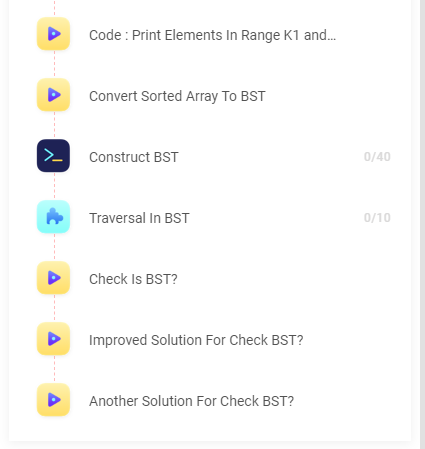 Code : Print Elements In Range K1 and...
Convert Sorted Array To BST
Construct BST 0/40
Traversal In BST 0/10
Check Is BST?
Improved Solution For Check BST?
Another Solution For Check BST?